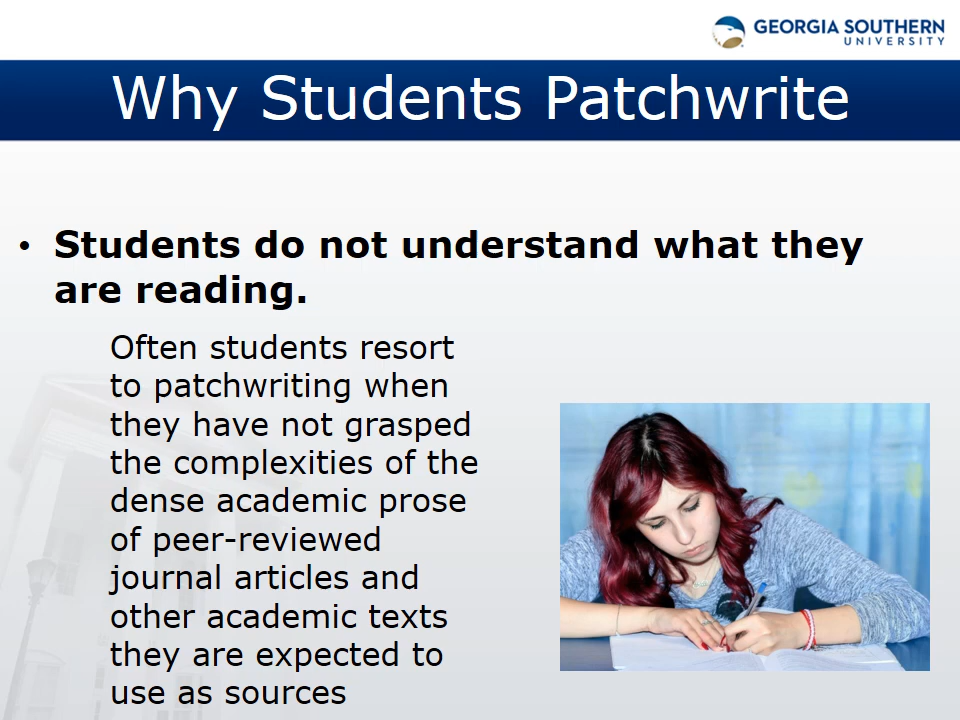 GEORGIA SOUTHERN
UNIVERSITY
Why Students Patchwrite
• Students do not understand what they
are reading.
Often students resort
to patchwriting when
they have not grasped
the complexities of the
dense academic prose
of peer-reviewed
journal articles and
other academic texts
they are expected to
use as sources